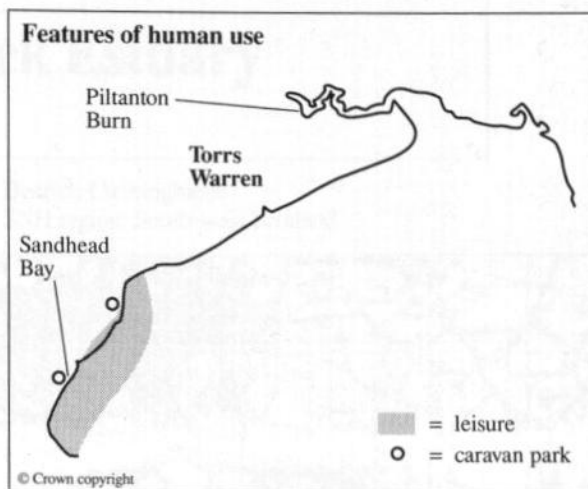 Features of human use
Piltanton
Burn
Torrs
Warren
Sandhead
Bay
= leisure
= caravan park
© Crown copyright